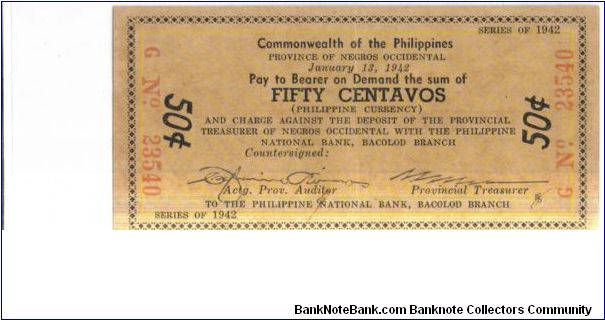 SERIES OF 1942
Commonwealth of the Philippines
PROVINCE OF NEGROS OCCIDENTAL
January 13, 1942
Pay to Bearer on Demand the sum of
FIFTY CENTAVOS
(PHILIPPINE CURRENCY)
AND CHARGE AGAINST THE DEPOSIT OF THE PROVINCIAL
TREASURER OF NEGROS OCCIDENTAL WITH THE PHILIPPINE
NATIONAL BANK, BACOLOD BRANCH
Countersigned:
Actg. Prov. Auditor Provincial Treasurer
TO THE PHILIPPINE NATIONAL BANK, BACOLOD BRANCH
SERIES OF 1942
G No. 23540
50¢
50¢
G No. 23540
BankNoteBank.com Banknote Collectors Community